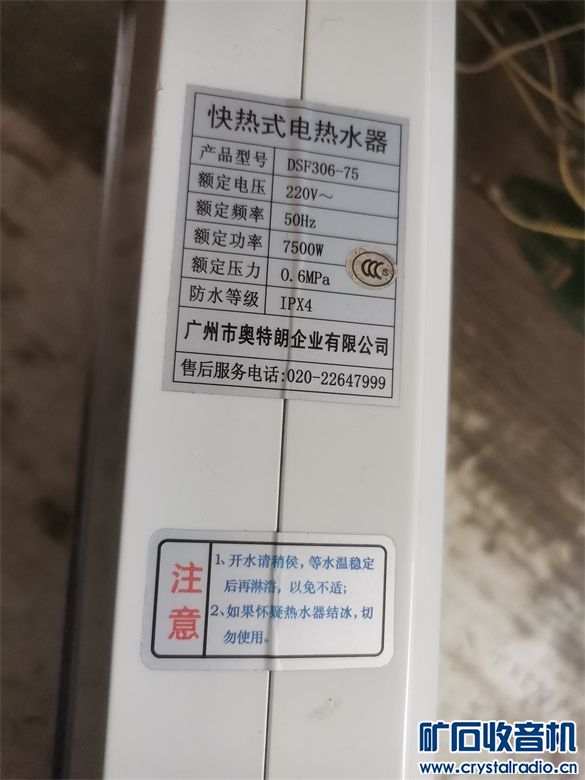 快热式电热水器
产品型号 DSF306-75
额定电压 220V～
额定频率 50Hz
额定功率 7500W
额定压力 0.6MPa
CCC S
防水等级 IPX4
广州市奥特朗企业有限公司
售后服务电话:020-22647999
注意
1、开水请稍侯，等水温稳定
后再淋浴，以免不适；
2、如果怀疑热水器结冰，切
勿使用。
矿石收音机
www.crystalradio.cn